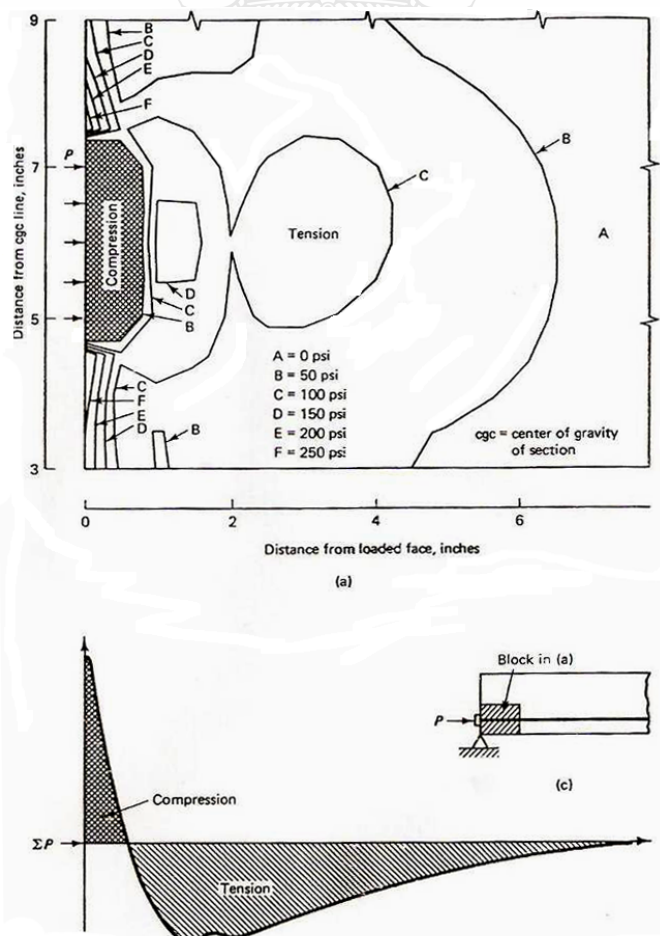 9
7
5
3
Distance from cgc line, inches
P
B
C
D
E
F
Compression
D
C
B
C
F
E
D
B
Tension
C
B
A
A = 0 psi
B = 50 psi
C = 100 psi
D = 150 psi
E = 200 psi
F = 250 psi
cgc = center of gravity
of section
0 2 4 6
Distance from loaded face, inches
(a)
Block in (a)
P
(c)
Compression
ΣP
Tension